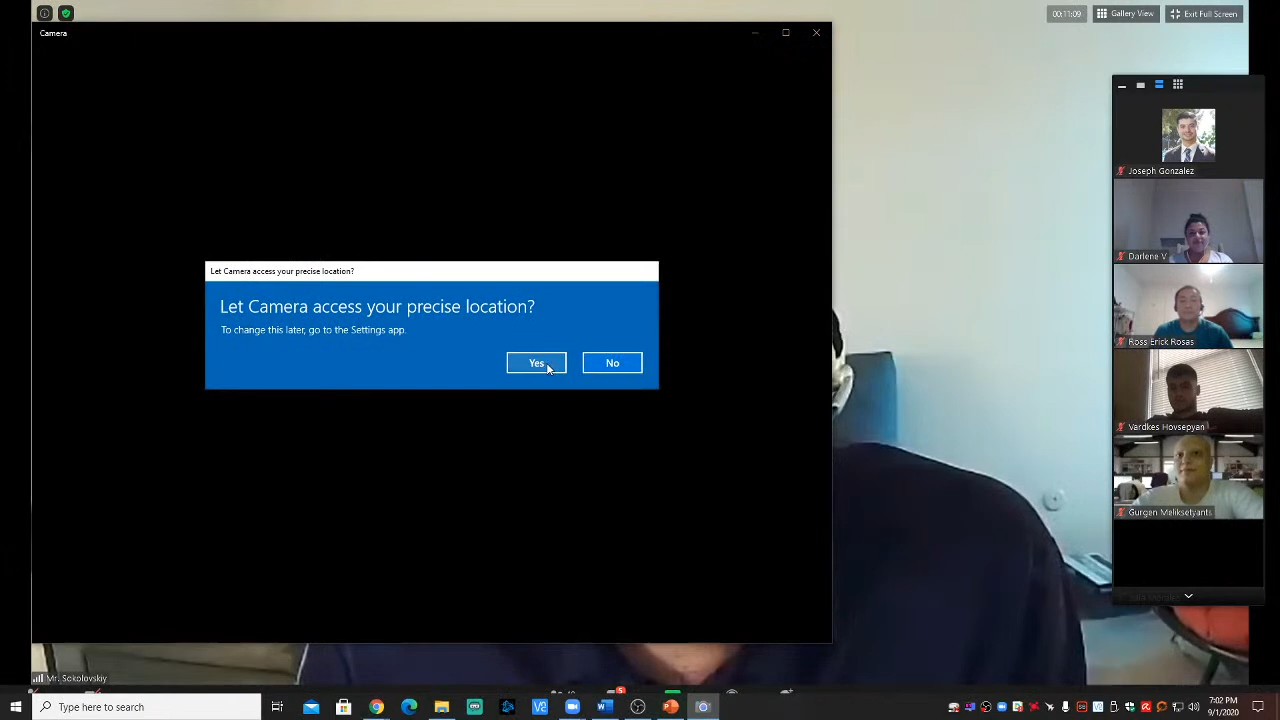 00:11:09
Gallery View
Exit Full Screen
Camera
Joseph Gonzalez
Darlene V
Let Camera access your precise location?
Let Camera access your precise location?
To change this later, go to the Settings app.
Yes
No
Ross Erick Rosas
Vardkes Hovsepyan
Gurgen Meliksetyants
Mr. Sokolovskiy
5
Type here to search
7:02 PM
9/1/2020